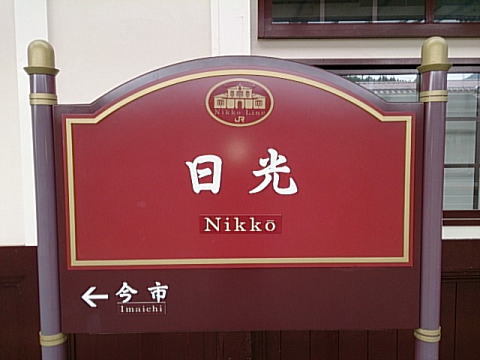 Nikko Line
JR
日光
Nikkō
←今市
Imaichi